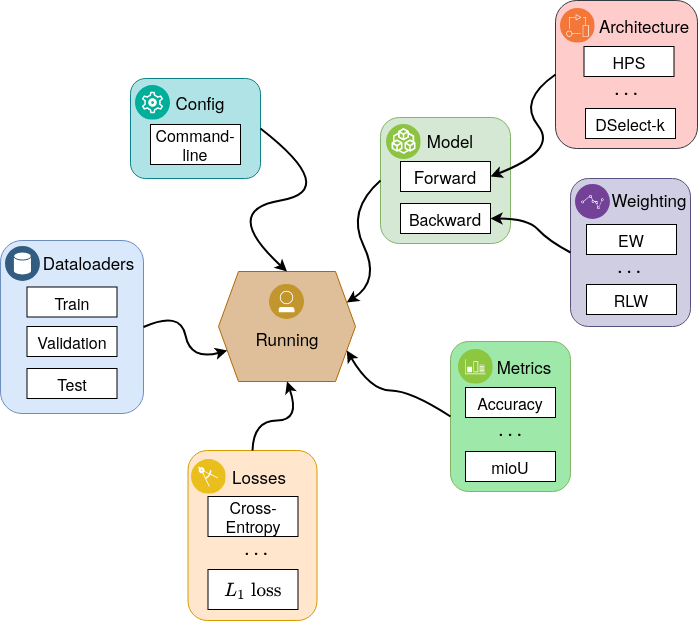 Architecture
HPS
. . .
DSelect-k
Config
Command-
line
Model
Forward
Backward
Weighting
EW
. . .
RLW
Dataloaders
Train
Validation
Test
Running
Metrics
Accuracy
. . .
mioU
Losses
Cross-
Entropy
. . .
L₁ loss